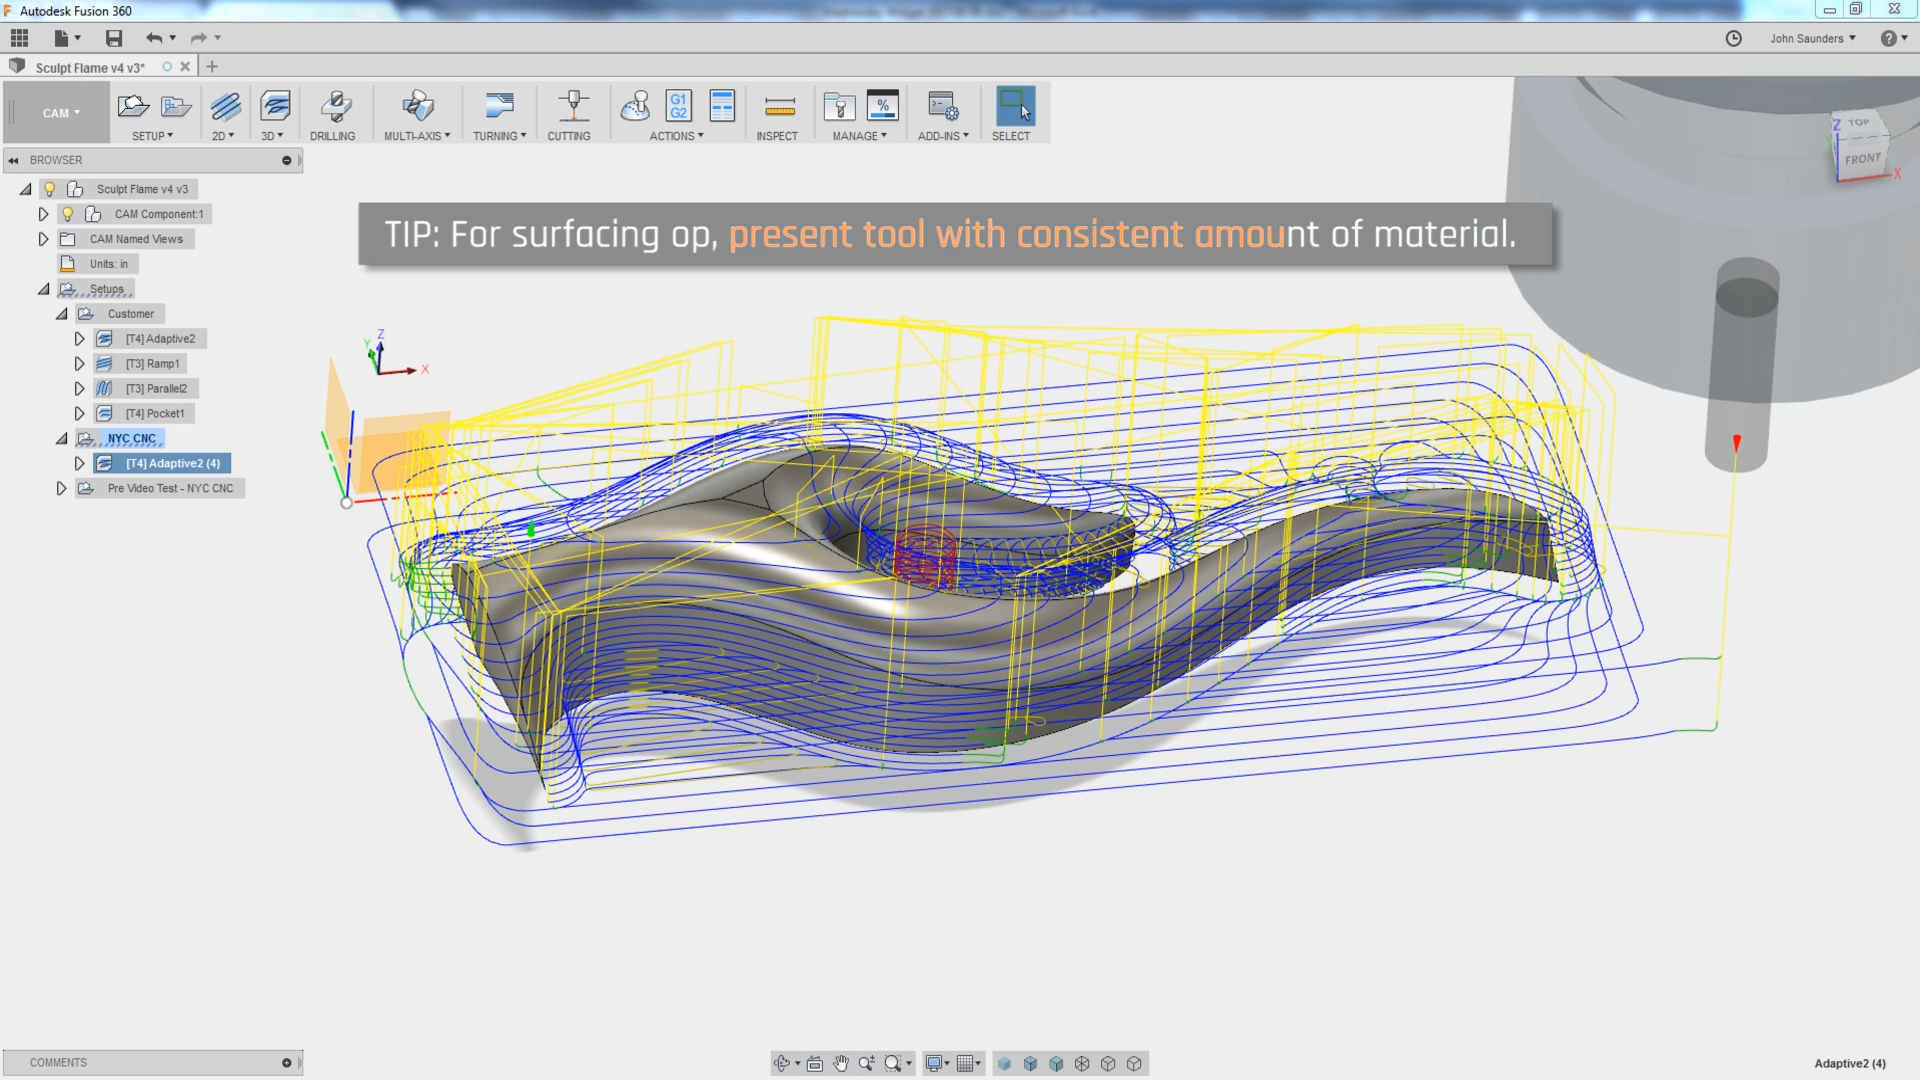 Autodesk Fusion 360
John Saunders
Sculpt Flame v4 v3*
CAM
SETUP
2D
3D
DRILLING
MULTI-AXIS
TURNING
CUTTING
G1
G2
ACTIONS
INSPECT
%
MANAGE
ADD-INS
SELECT
TOP
FRONT
Z
X
BROWSER
Sculpt Flame v4 v3
CAM Component:1
CAM Named Views
Units: in
Setups
Customer
[T4] Adaptive2
[T3] Ramp1
[T3] Parallel2
[T4] Pocket1
NYC CNC
[T4] Adaptive2 (4)
Pre Video Test - NYC CNC
TIP: For surfacing op, present tool with consistent amount of material.
Z
Y
X
COMMENTS
Adaptive2 (4)